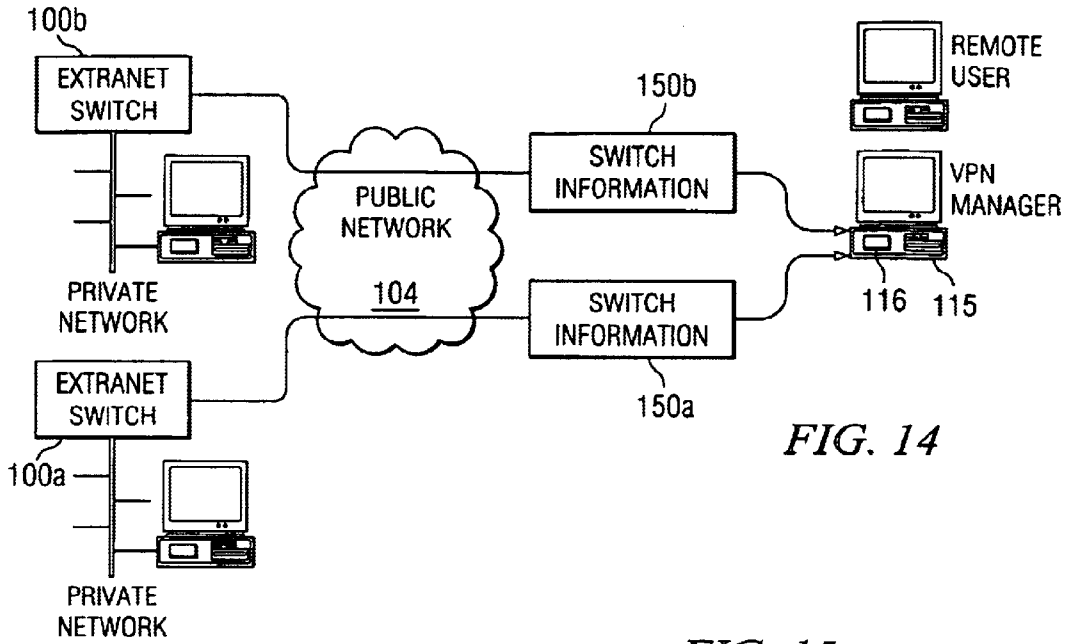 100b
EXTRANET
SWITCH
PRIVATE
NETWORK
PUBLIC
NETWORK
104
150b
SWITCH
INFORMATION
REMOTE
USER
VPN
MANAGER
116
115
SWITCH
INFORMATION
150a
EXTRANET
SWITCH
100a
PRIVATE
NETWORK
FIG. 14